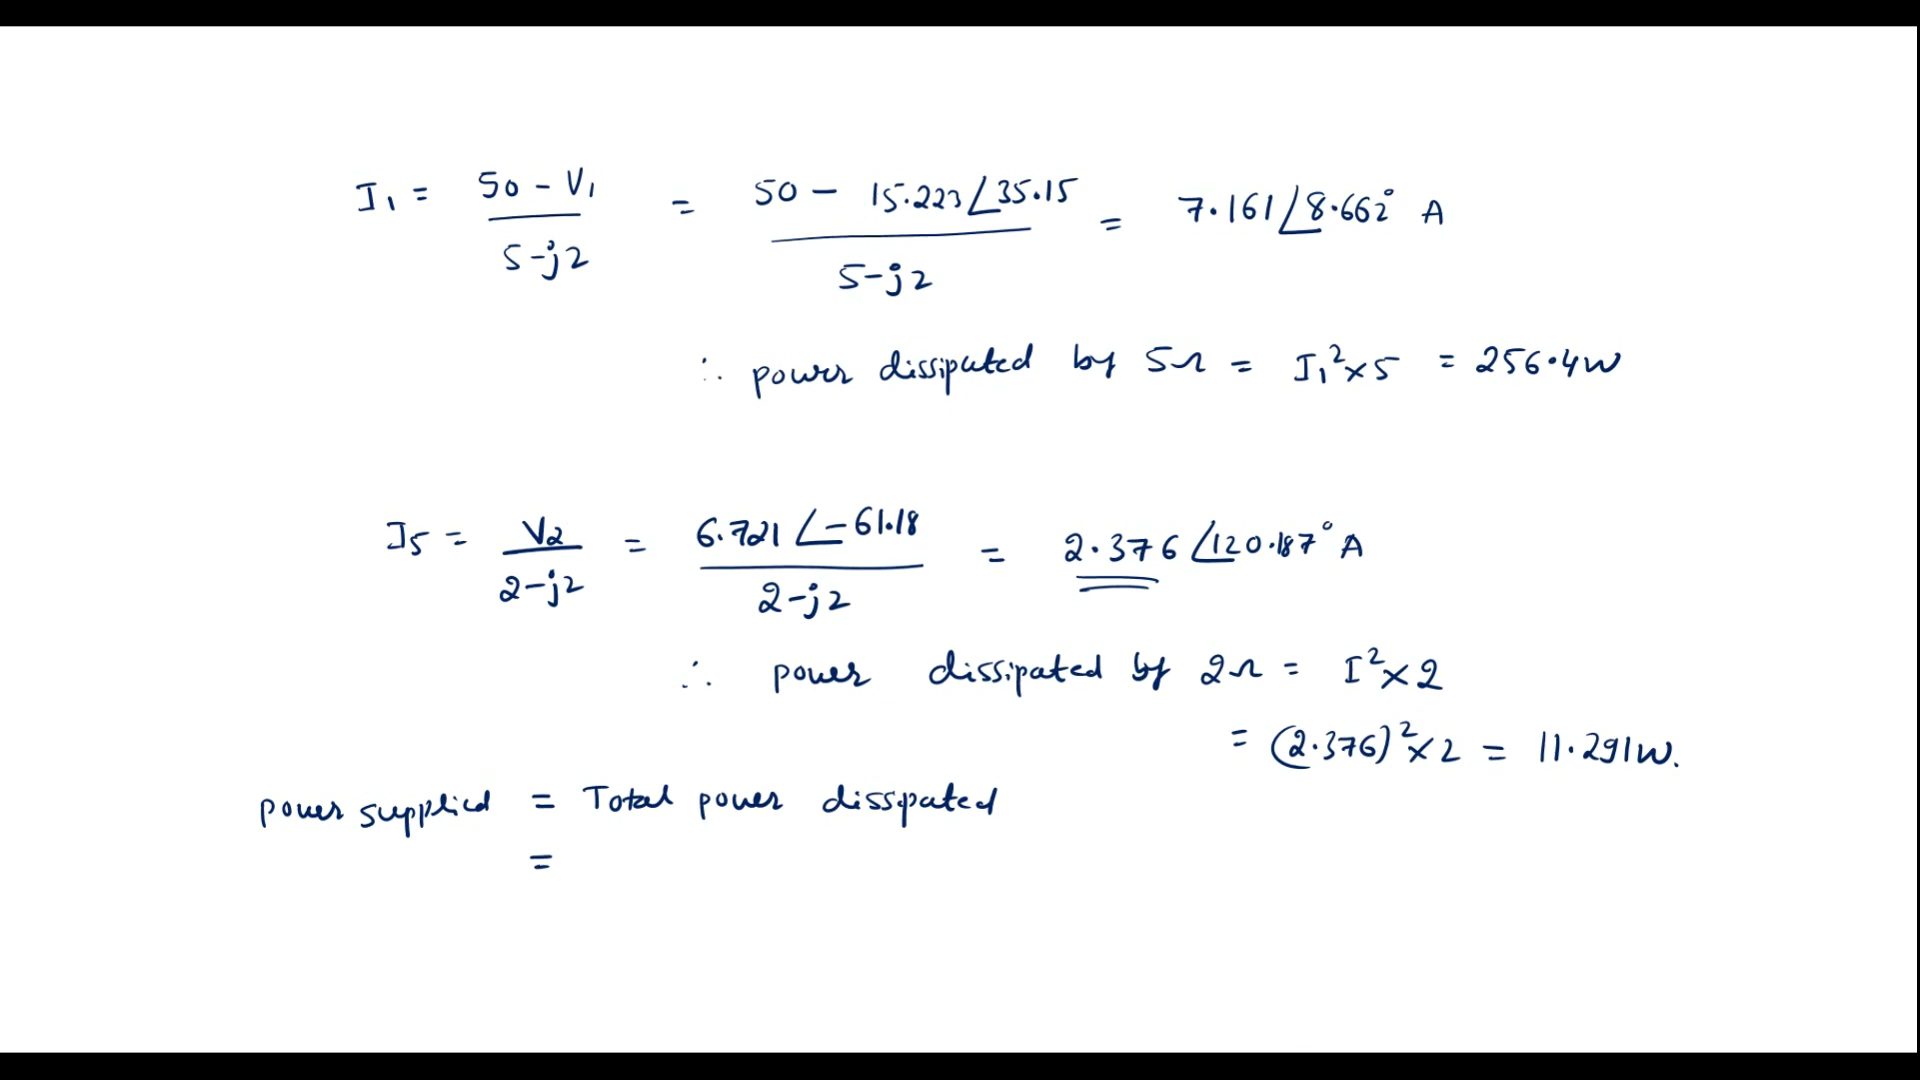 I₁ = (50 - V₁)/(5-j2) = (50 - 15.223∠35.15)/(5-j2) = 7.161∠8.662° A
∴ power dissipated by 5Ω = I₁²×5 = 256.4W
I5 = V2/(2-j2) = (6.721∠-61.18)/(2-j2) = 2.376∠120.187° A
∴ power dissipated by 2Ω = I²×2
= (2.376)²×2 = 11.291W.
power supplied = Total power disspated
=